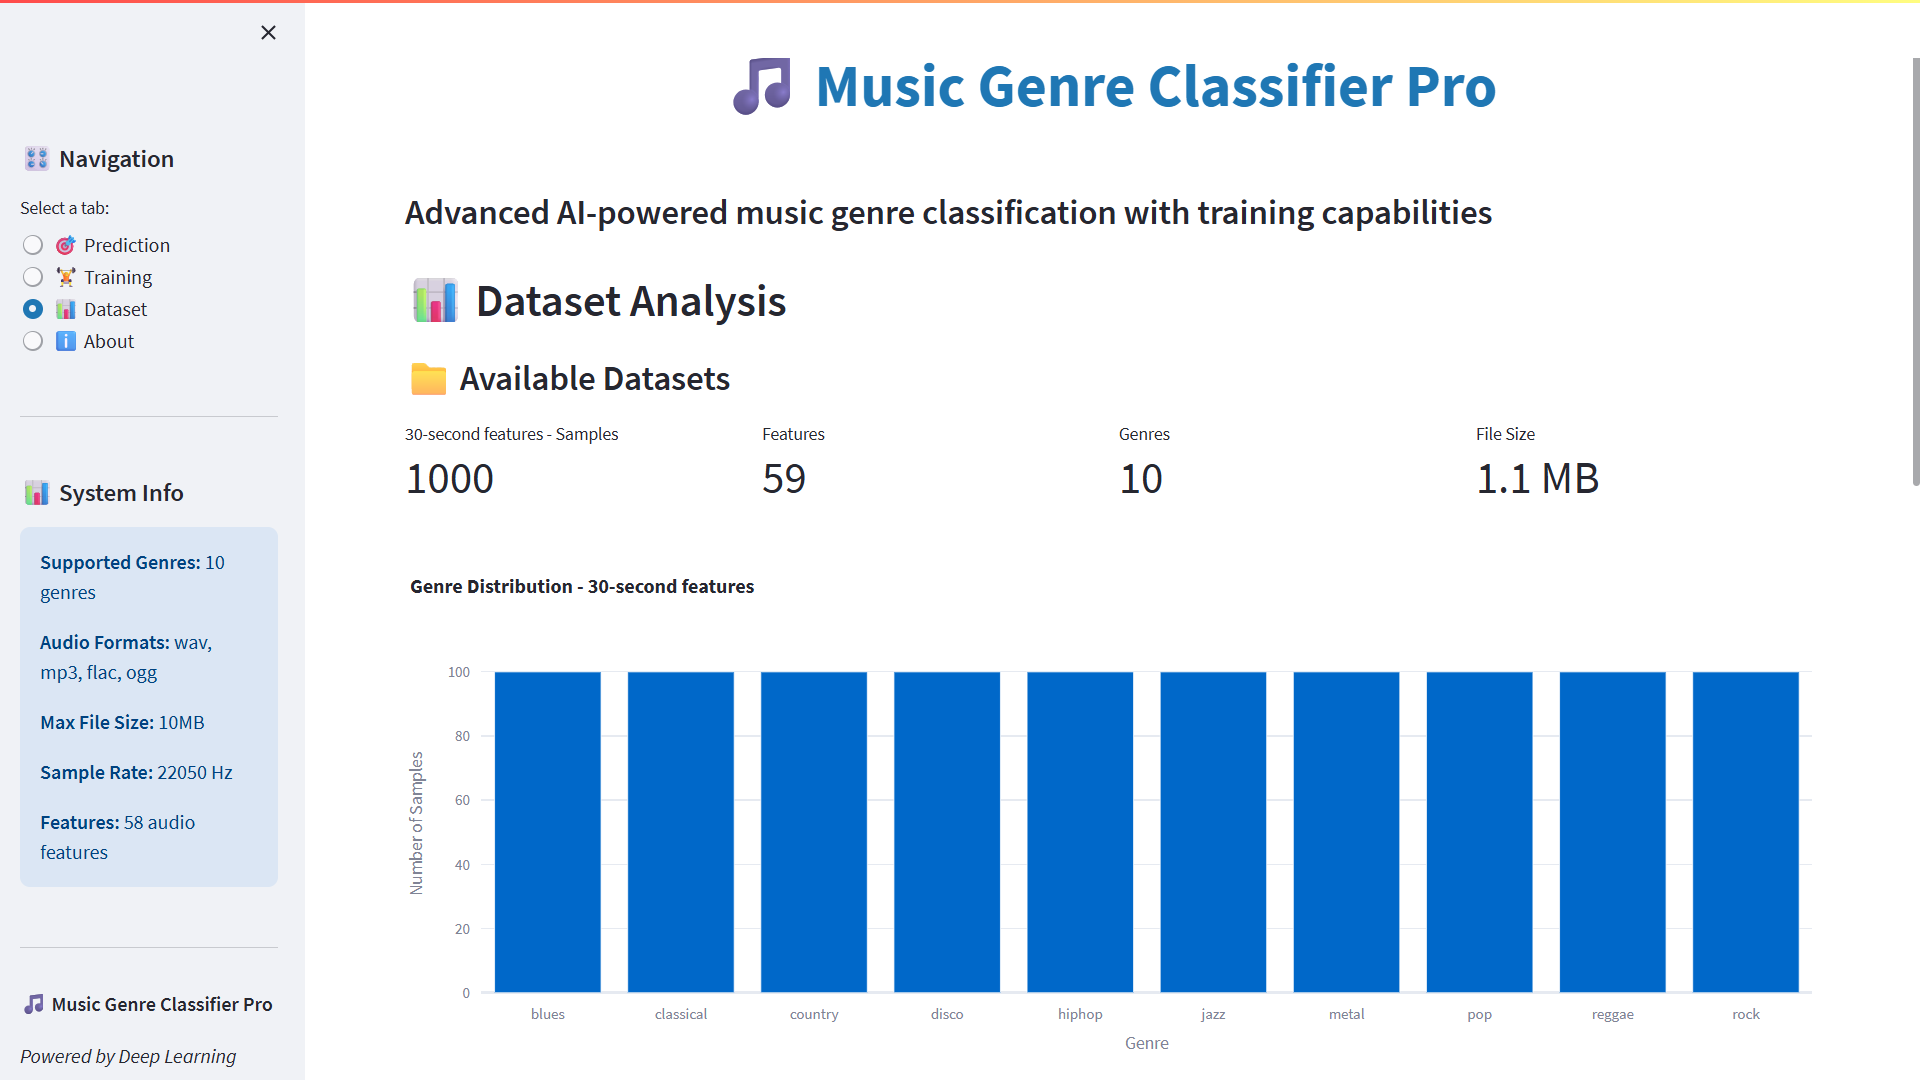 Navigation
Select a tab:
Prediction
Training
Dataset
About
System Info
Supported Genres: 10
genres
Audio Formats: wav,
mp3, flac, ogg
Max File Size: 10MB
Sample Rate: 22050 Hz
Features: 58 audio
features
Music Genre Classifier Pro
Powered by Deep Learning
Music Genre Classifier Pro
Advanced AI-powered music genre classification with training capabilities
Dataset Analysis
Available Datasets
30-second features - Samples
1000
Features
59
Genres
10
File Size
1.1 MB
Genre Distribution - 30-second features
Number of Samples
100
80
60
40
20
0
blues classical country disco hiphop jazz metal pop reggae rock
Genre